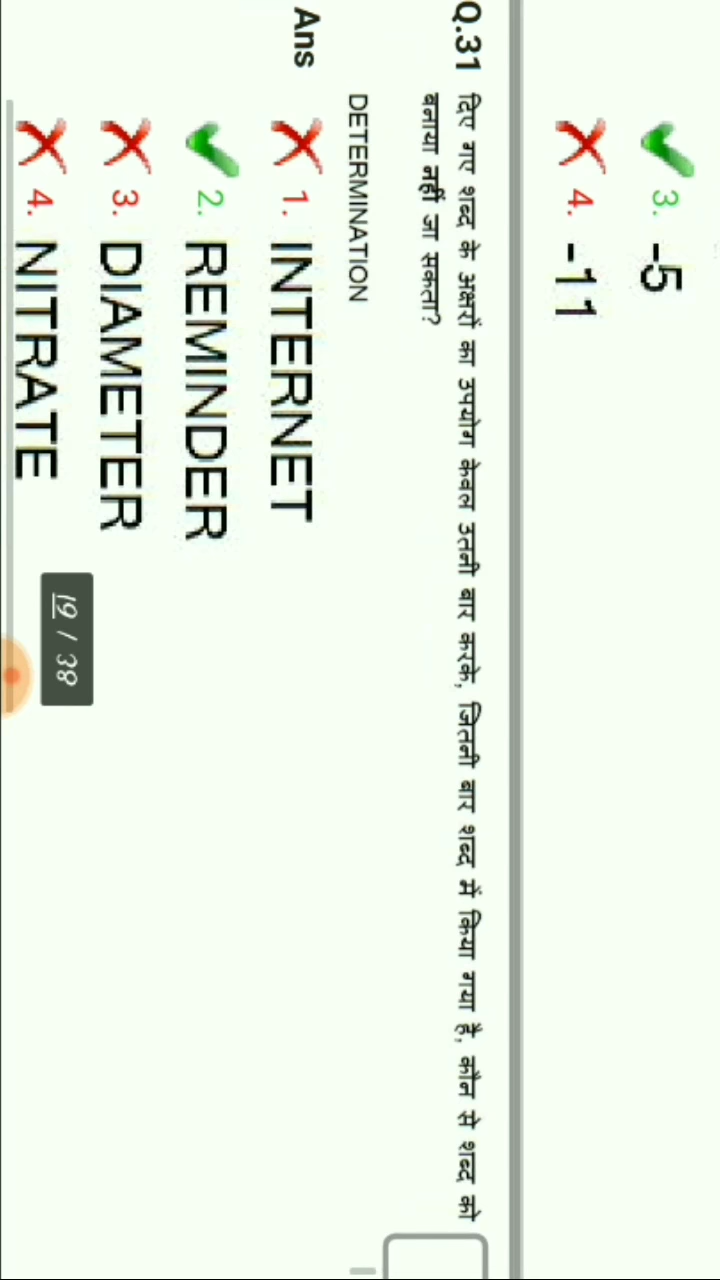 3. -5
4. -11
Q.31 दिए गए शब्द के अक्षरों का उपयोग केवल उतनी बार करके, जितनी बार शब्द में किया गया है, कौन से शब्द को
बनाया नहीं जा सकता?
DETERMINATION
Ans 1. INTERNET
2. REMINDER
3. DIAMETER
4. NITRATE
19 / 38